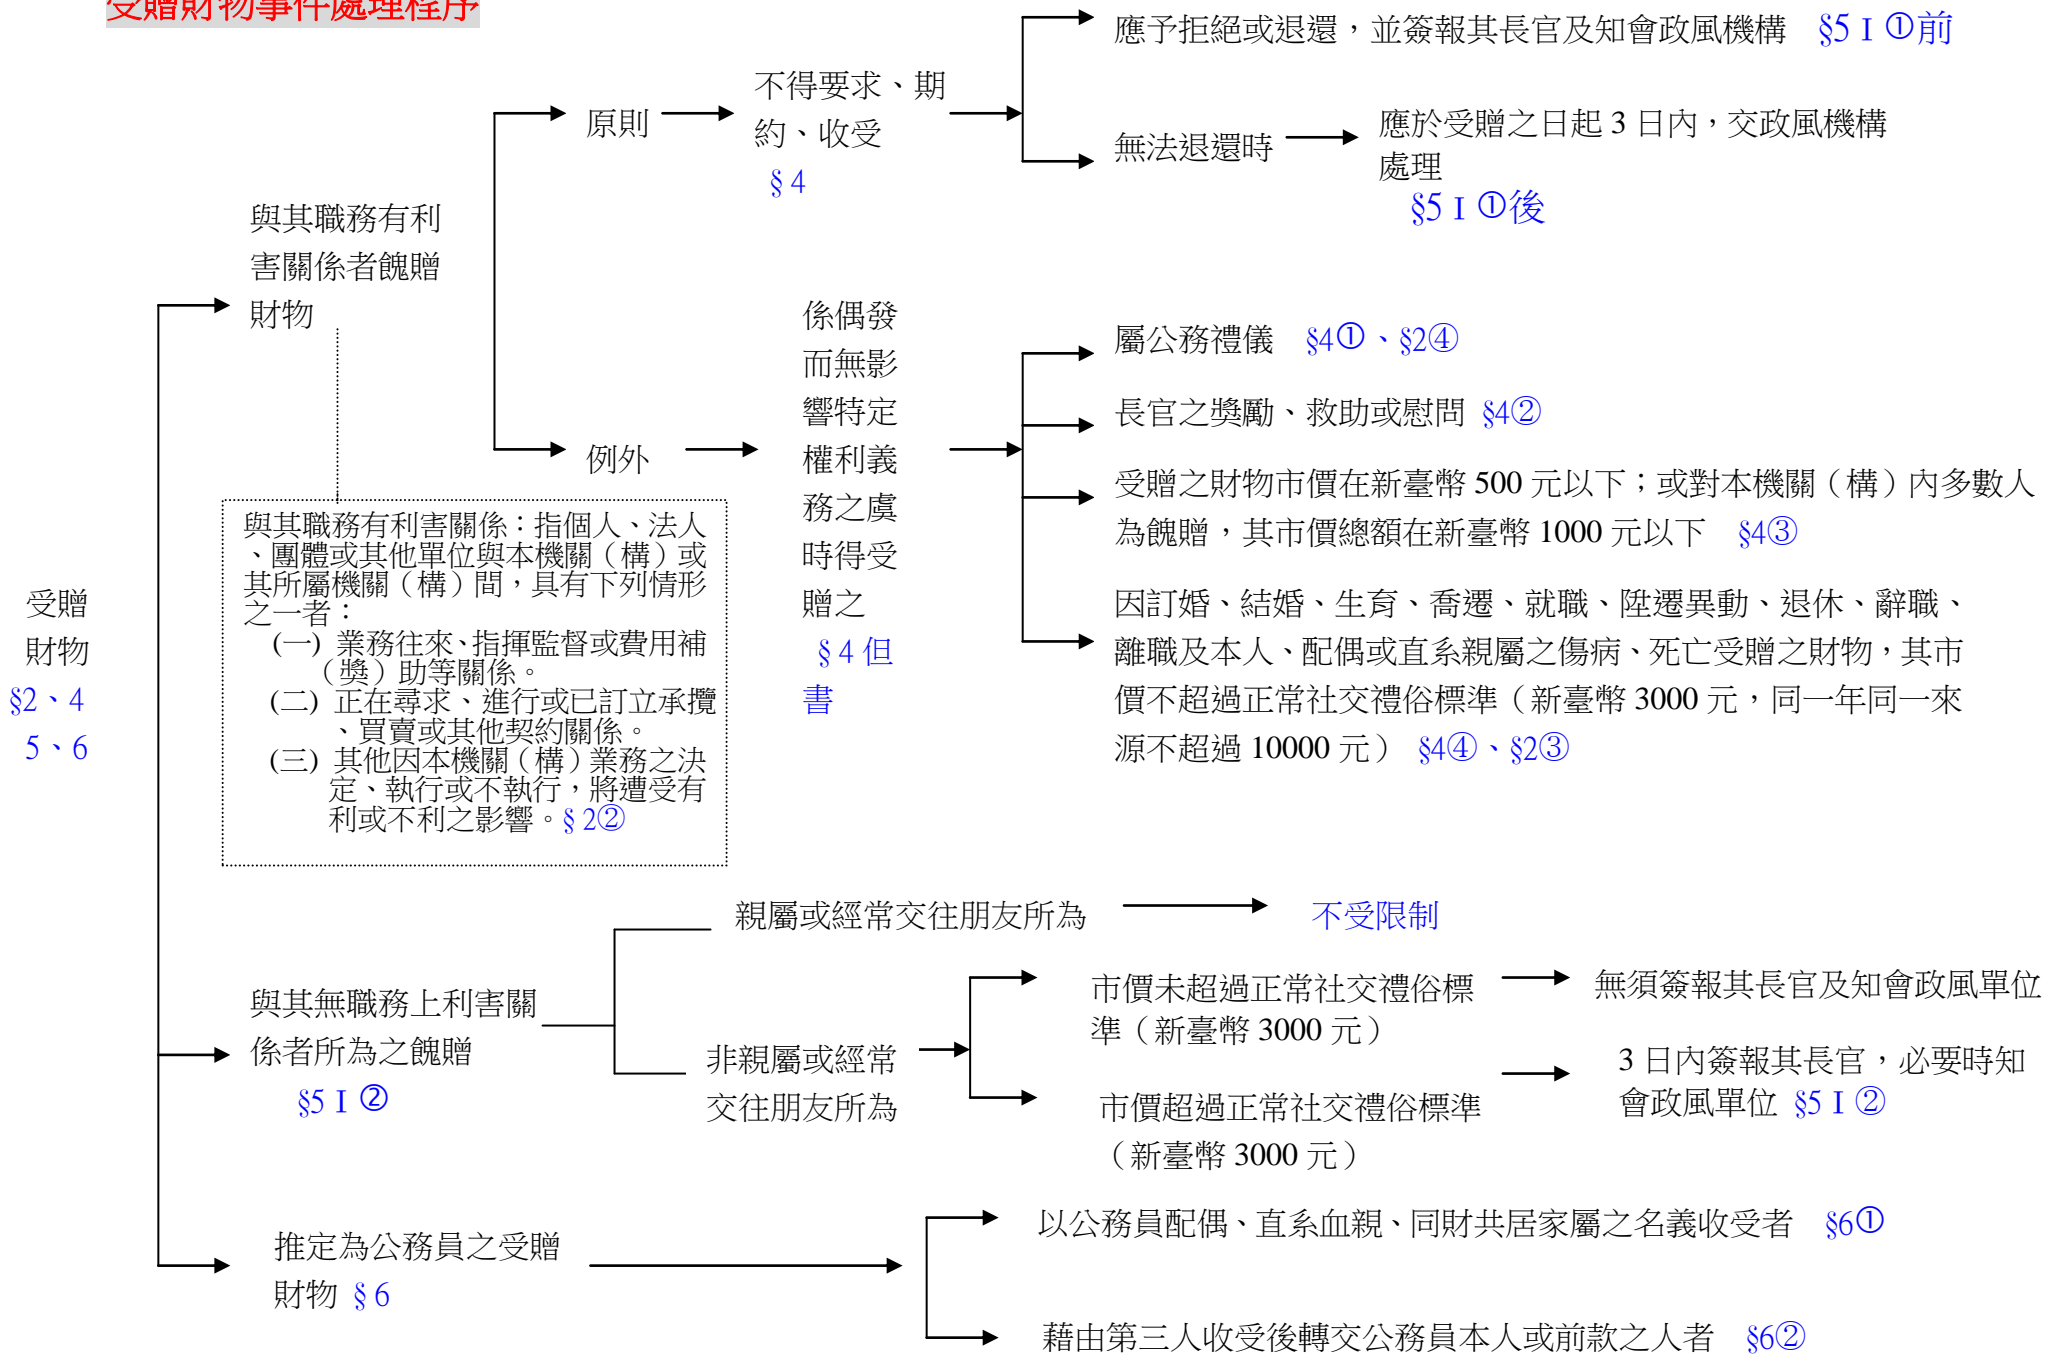 受贈財物事件處理程序
應予拒絕或退還，並簽報其長官及知會政風機構 §5 I ①前
不得要求、期
約、收受
§4
原則
無法退還時
應於受贈之日起 3 日內，交政風機構
處理
§5 I ①後
與其職務有利
害關係者餽贈
財物
係偶發
而無影
響特定
權利義
務之虞
時得受
贈之
§4 但
書
例外
屬公務禮儀 §4①、§2④
長官之獎勵、救助或慰問 §4②
受贈之財物市價在新臺幣 500 元以下；或對本機關（構）內多數人
為餽贈，其市價總額在新臺幣 1000 元以下 §4③
因訂婚、結婚、生育、喬遷、就職、陞遷異動、退休、辭職、
離職及本人、配偶或直系親屬之傷病、死亡受贈之財物，其市
價不超過正常社交禮俗標準（新臺幣 3000 元，同一年同一來
源不超過 10000 元） §4④、§2③
與其職務有利害關係：指個人、法人
、團體或其他單位與本機關（構）或
其所屬機關（構）間，具有下列情形
之一者：
(一) 業務往來、指揮監督或費用補
（獎）助等關係。
(二) 正在尋求、進行或已訂立承攬
、買賣或其他契約關係。
(三) 其他因本機關（構）業務之決
定、執行或不執行，將遭受有
利或不利之影響。§2②
受贈
財物
§2、4
5、6
親屬或經常交往朋友所為
不受限制
與其無職務上利害關
係者所為之餽贈
§5 I ②
非親屬或經常
交往朋友所為
市價未超過正常社交禮俗標
準（新臺幣 3000 元）
無須簽報其長官及知會政風單位
市價超過正常社交禮俗標準
（新臺幣 3000 元）
3 日內簽報其長官，必要時知
會政風單位 §5 I ②
推定為公務員之受贈
財物 §6
以公務員配偶、直系血親、同財共居家屬之名義收受者 §6①
藉由第三人收受後轉交公務員本人或前款之人者 §6②